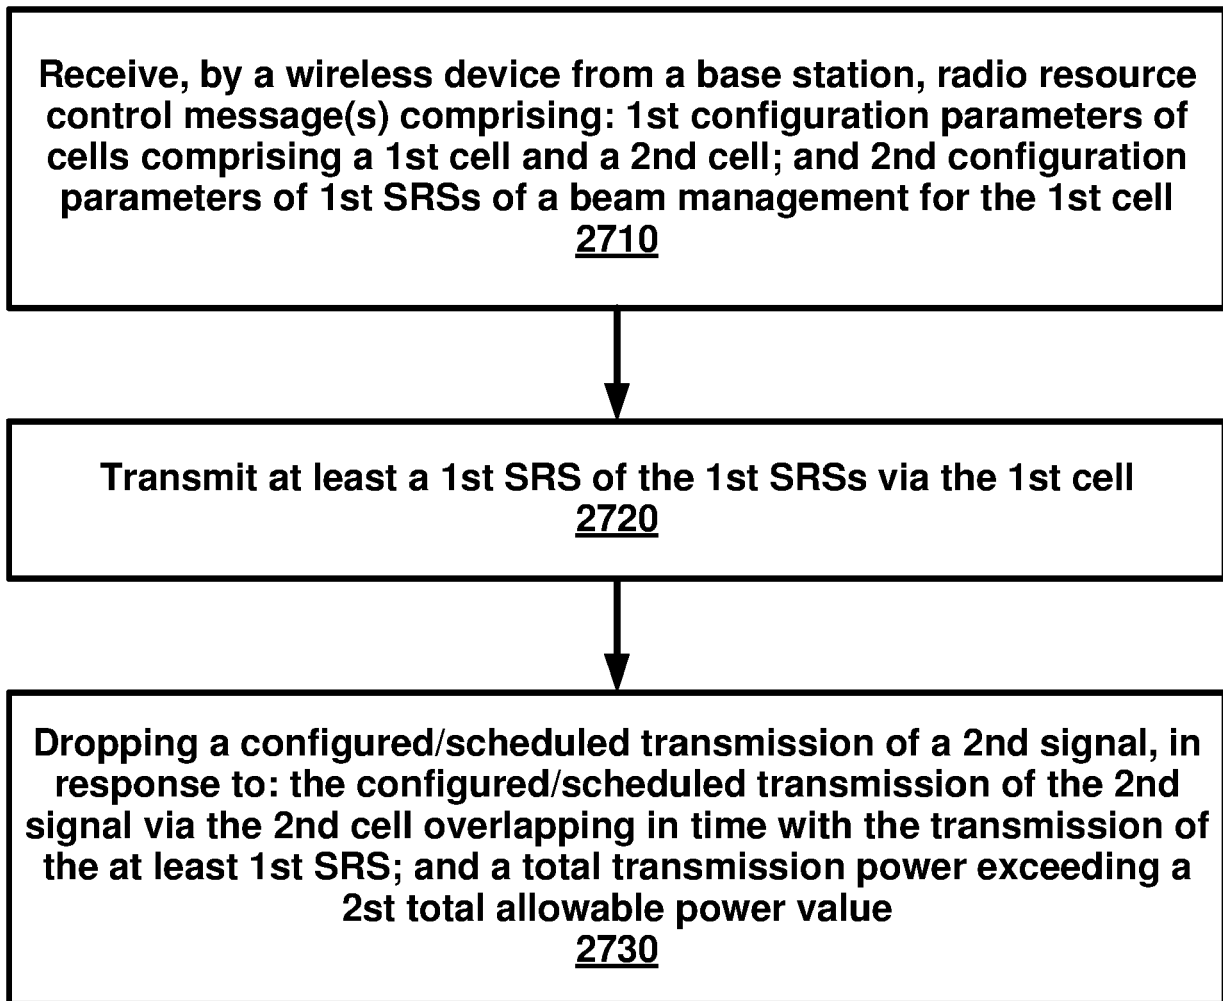 Receive, by a wireless device from a base station, radio resource
control message(s) comprising: 1st configuration parameters of
cells comprising a 1st cell and a 2nd cell; and 2nd configuration
parameters of 1st SRSs of a beam management for the 1st cell
2710
Transmit at least a 1st SRS of the 1st SRSs via the 1st cell
2720
Dropping a configured/scheduled transmission of a 2nd signal, in
response to: the configured/scheduled transmission of the 2nd
signal via the 2nd cell overlapping in time with the transmission of
the at least 1st SRS; and a total transmission power exceeding a
2st total allowable power value
2730